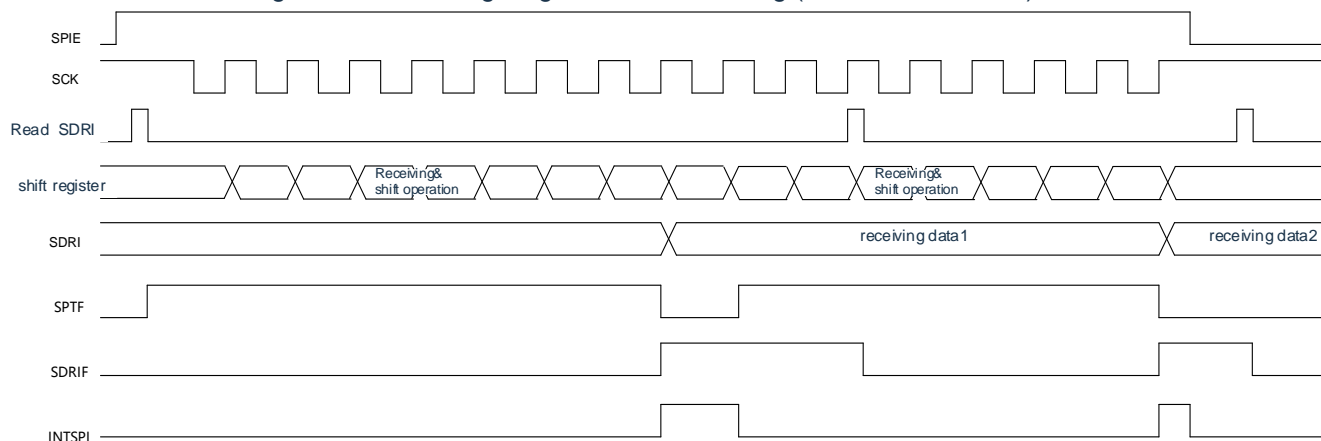 SPIE
SCK
Read SDRI
shift register
Receiving&
shift operation
Receiving&
shift operation
SDRI
receiving data1
receiving data2
SPTF
SDRIF
INTSPI